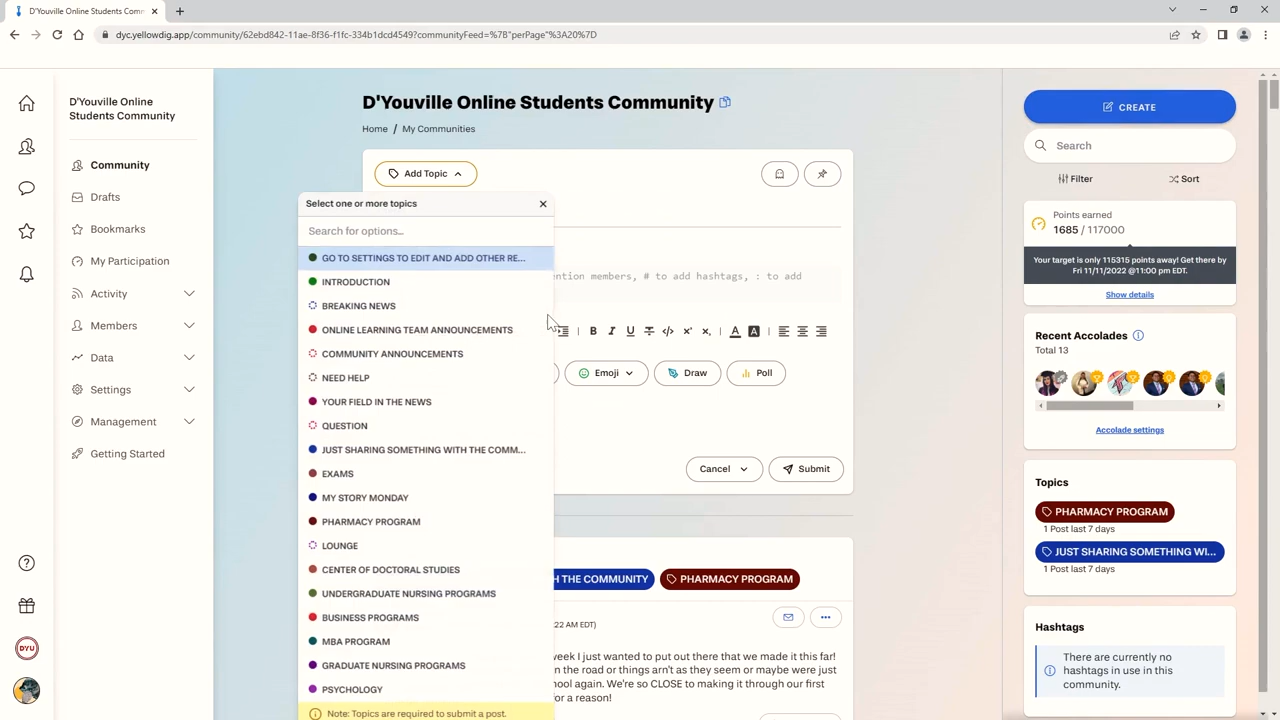 D'Youville Online Students Comm
dyc.yellowdig.app/community/62ebd842-11ae-8f36-f1fc-334b1dcd4549?communityFeed=%7B"perPage"%3A20%7D
D'Youville Online
Students Community
Community
Drafts
Bookmarks
My Participation
Activity
Members
Data
Settings
Management
Getting Started
DYU
D'Youville Online Students Community
Home / My Communities
Add Topic
Select one or more topics
Search for options...
GO TO SETTINGS TO EDIT AND ADD OTHER RE...
INTRODUCTION
BREAKING NEWS
ONLINE LEARNING TEAM ANNOUNCEMENTS
COMMUNITY ANNOUNCEMENTS
NEED HELP
YOUR FIELD IN THE NEWS
QUESTION
JUST SHARING SOMETHING WITH THE COMM...
EXAMS
MY STORY MONDAY
PHARMACY PROGRAM
LOUNGE
CENTER OF DOCTORAL STUDIES
UNDERGRADUATE NURSING PROGRAMS
BUSINESS PROGRAMS
MBA PROGRAM
GRADUATE NURSING PROGRAMS
PSYCHOLOGY
Note: Topics are required to submit a post.
mention members, # to add hashtags, : to add
B I U S </> x² x₂ A A
Emoji
Draw
Poll
Cancel
Submit
H THE COMMUNITY
PHARMACY PROGRAM
22 AM EDT)
week I just wanted to put out there that we made it this far!
n the road or things arn't as they seem or maybe were just
hool again. We're so CLOSE to making it through our first
for a reason!
CREATE
Search
Filter
Sort
Points earned
1685 / 117000
Your target is only 115315 points away! Get there by
Fri 11/11/2022 @11:00 pm EDT.
Show details
Recent Accolades
Total 13
Accolade settings
Topics
PHARMACY PROGRAM
1 Post last 7 days
JUST SHARING SOMETHING WI...
1 Post last 7 days
Hashtags
There are currently no
hashtags in use in this
community.